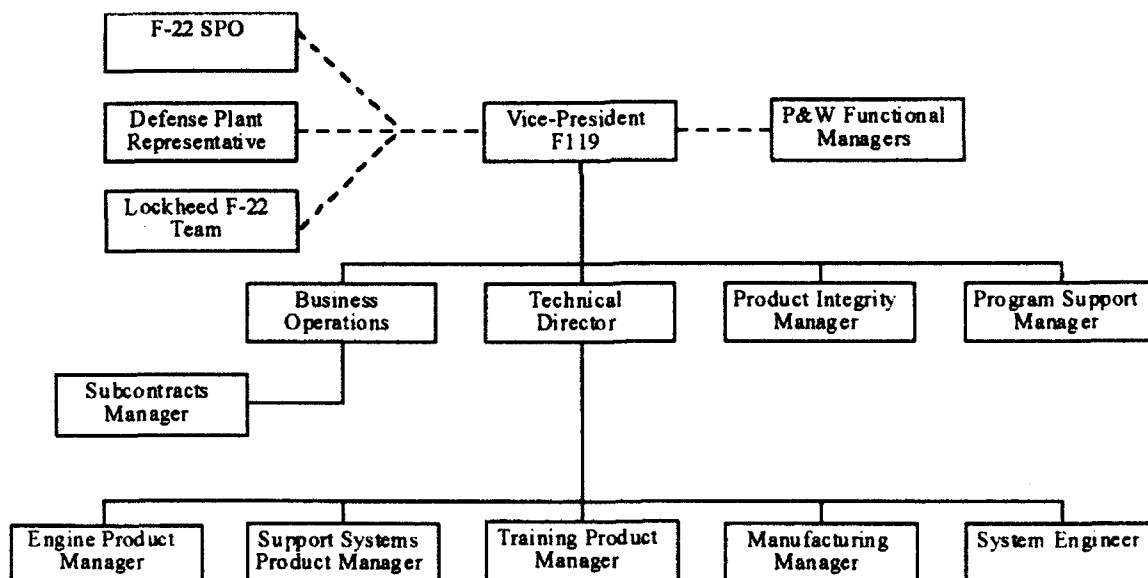 F-22 SPO
Defense Plant
Representative
Lockheed F-22
Team
Vice-President
F119
P&W Functional
Managers
Business
Operations
Technical
Director
Product Integrity
Manager
Program Support
Manager
Subcontracts
Manager
Engine Product
Manager
Support Systems
Product Manager
Training Product
Manager
Manufacturing
Manager
System Engineer